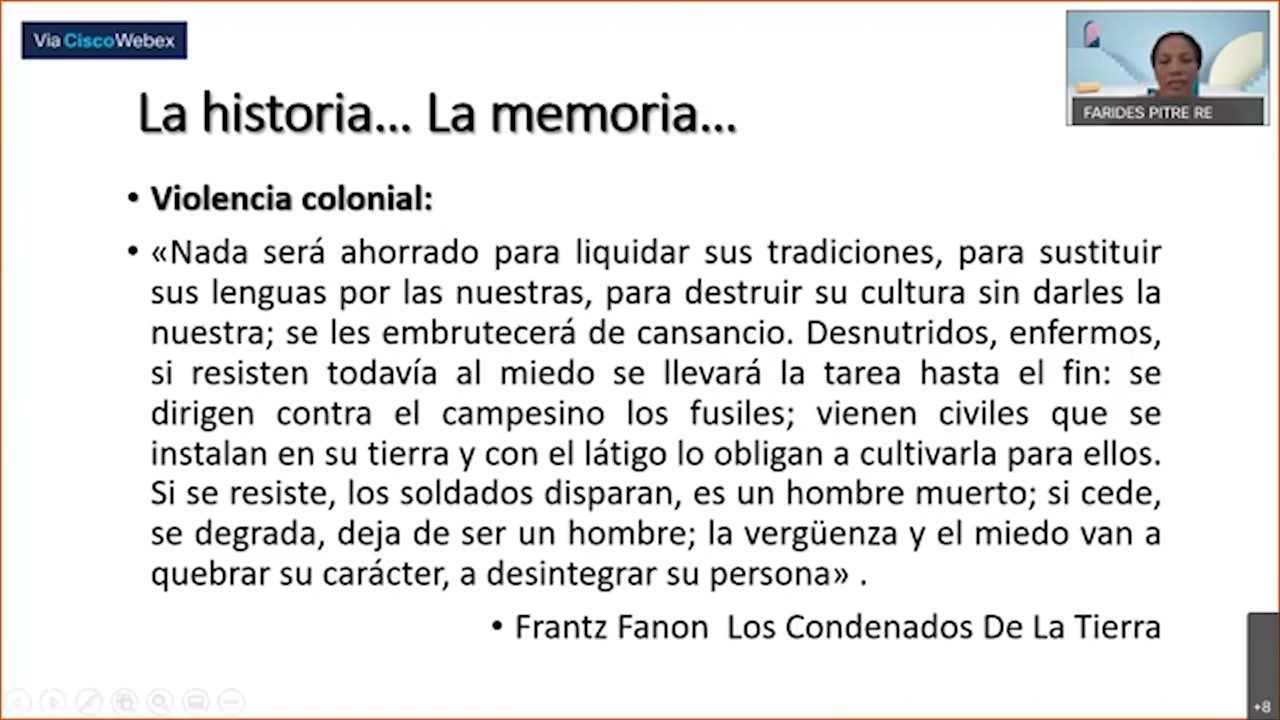 Via CiscoWebex
FARIDES PITRE RE
La historia... La memoria...
• Violencia colonial:
• «Nada será ahorrado para liquidar sus tradiciones, para sustituir
sus lenguas por las nuestras, para destruir su cultura sin darles la
nuestra; se les embrutecerá de cansancio. Desnutridos, enfermos,
si resisten todavía al miedo se llevará la tarea hasta el fin: se
dirigen contra el campesino los fusiles; vienen civiles que se
instalan en su tierra y con el látigo lo obligan a cultivarla para ellos.
Si se resiste, los soldados disparan, es un hombre muerto; si cede,
se degrada, deja de ser un hombre; la vergüenza y el miedo van a
quebrar su carácter, a desintegrar su persona» .
• Frantz Fanon Los Condenados De La Tierra
+8